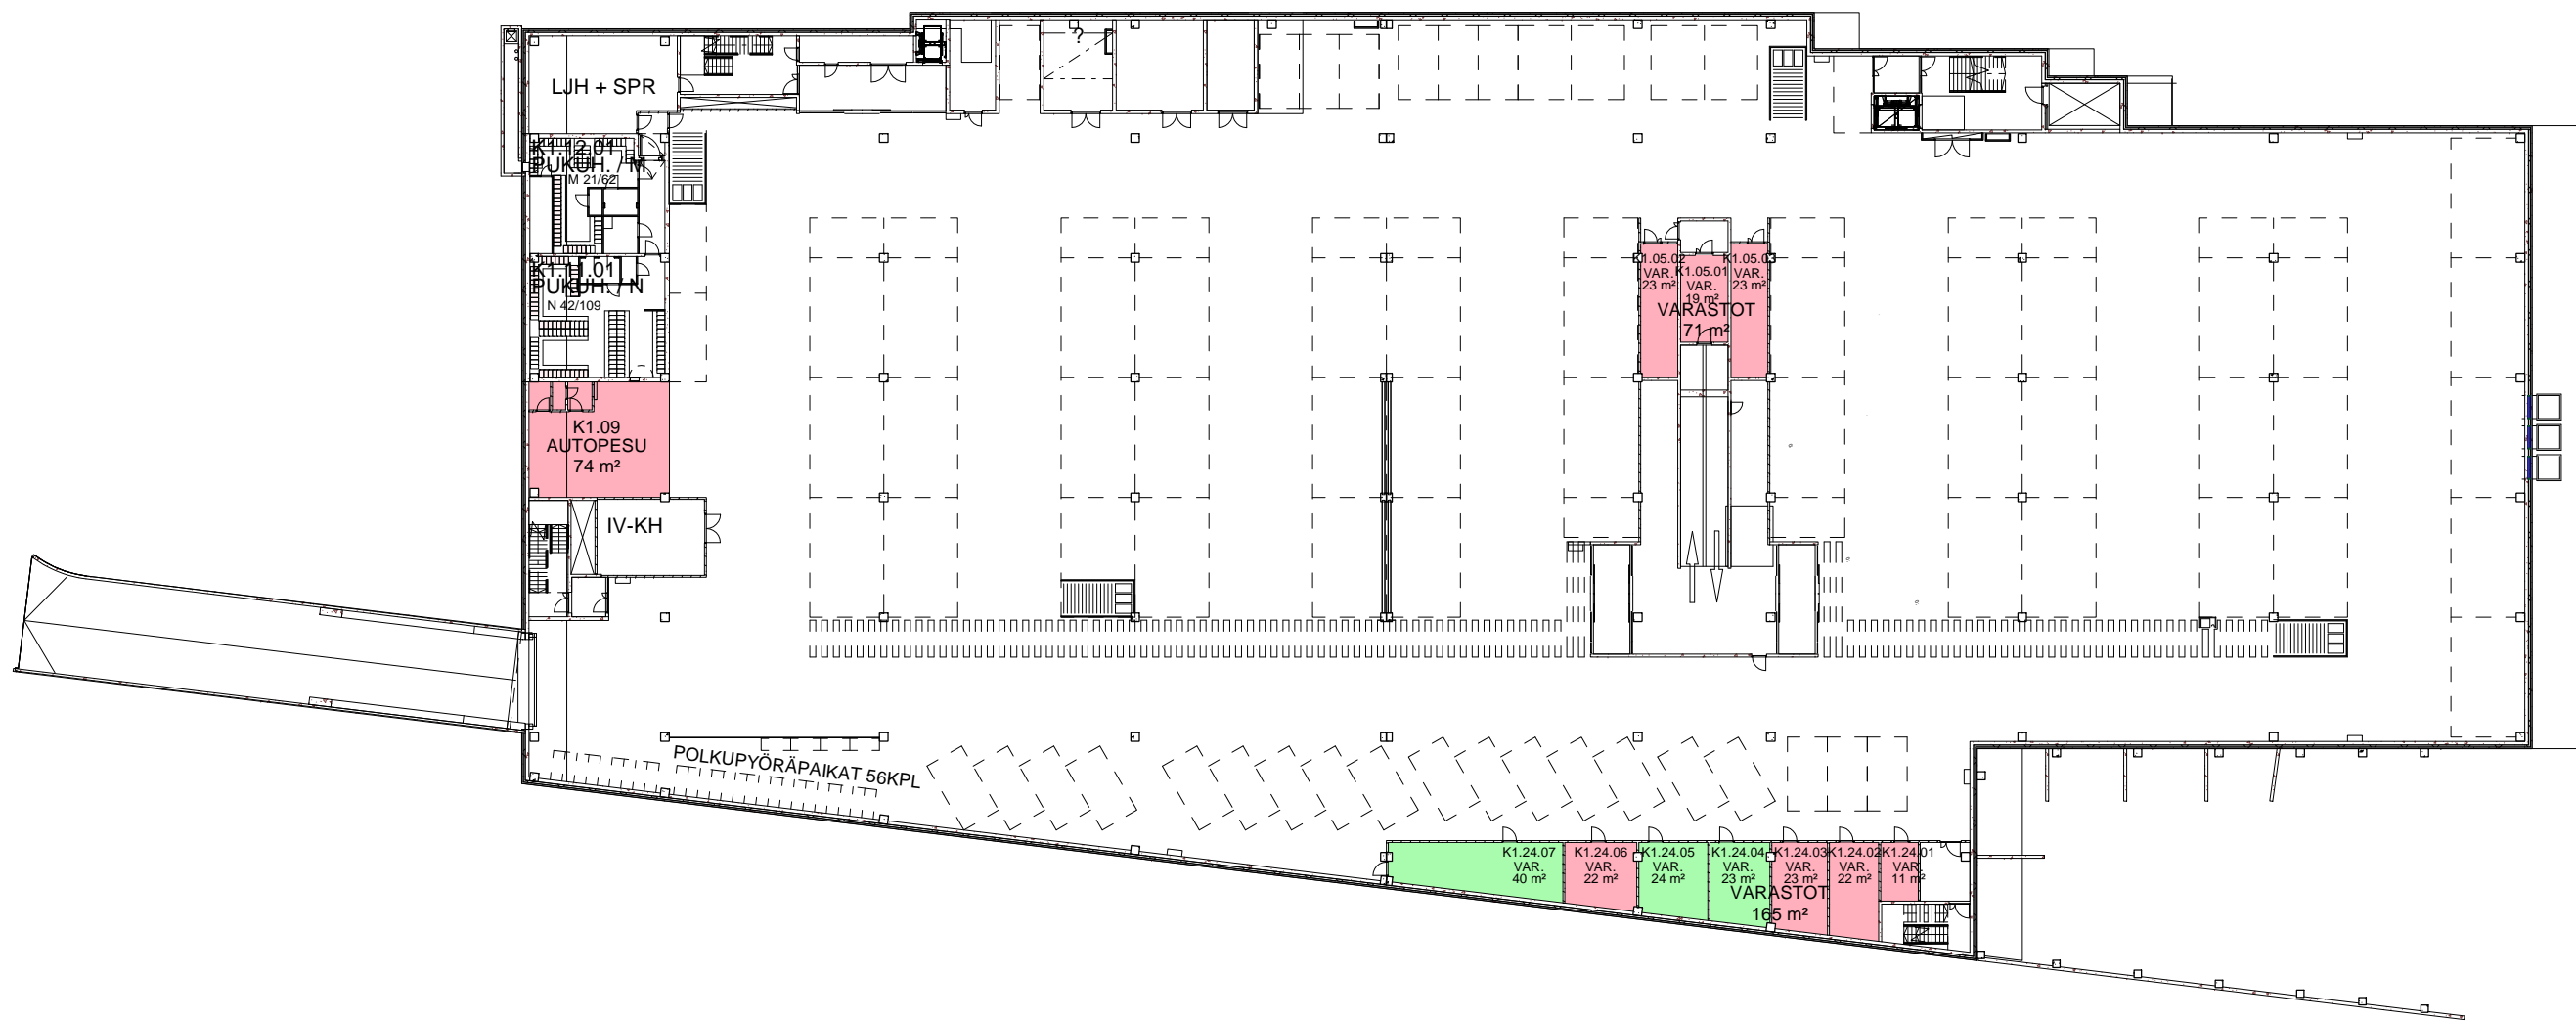 ?
LJH + SPR
K1.12.01
PUKUH. / M
M 21/62
K1.11.01
PUKUH. / N
N 42/109
K1.05.02
VAR.
23 m²
K1.05.01
VAR.
19 m²
K1.05.03
VAR.
23 m²
VARASTOT
71 m²
K1.09
AUTOPESU
74 m²
IV-KH
POLKUPYÖRÄPAIKAT 56KPL
K1.24.07
VAR.
40 m²
K1.24.06
VAR.
22 m²
K1.24.05
VAR.
24 m²
K1.24.04
VAR.
23 m²
K1.24.03
VAR.
23 m²
K1.24.02
VAR.
22 m²
K1.24.01
VAR.
11 m²
VARASTOT
165 m²